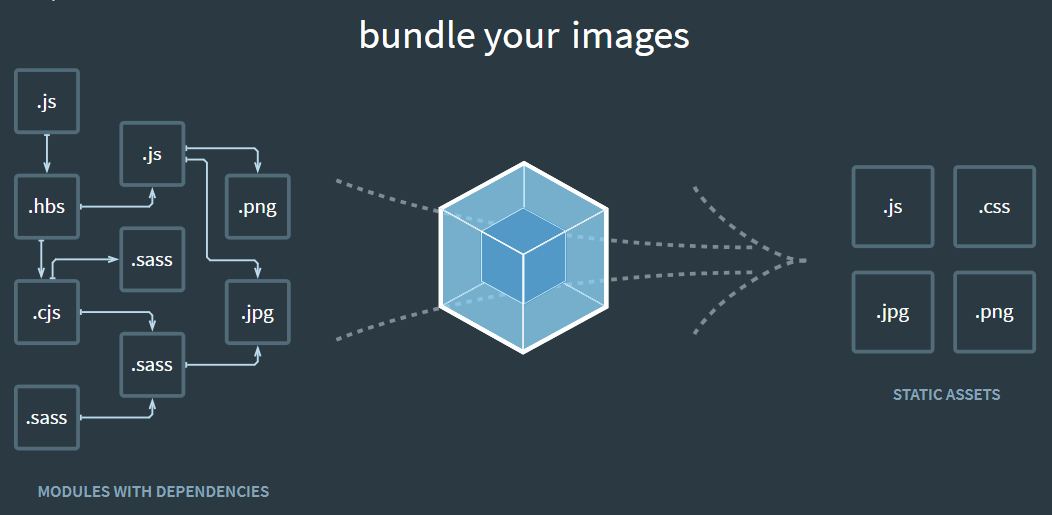 bundle your images
.js
.js
.hbs
.png
.sass
.cjs
.jpg
.sass
.sass
MODULES WITH DEPENDENCIES
.js
.css
.jpg
.png
STATIC ASSETS